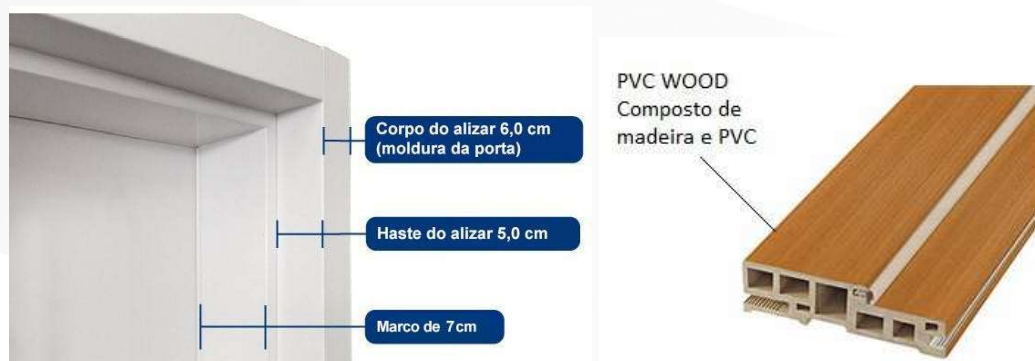 Corpo do alizar 6,0 cm
(moldura da porta)
Haste do alizar 5,0 cm
Marco de 7cm
PVC WOOD
Composto de
madeira e PVC